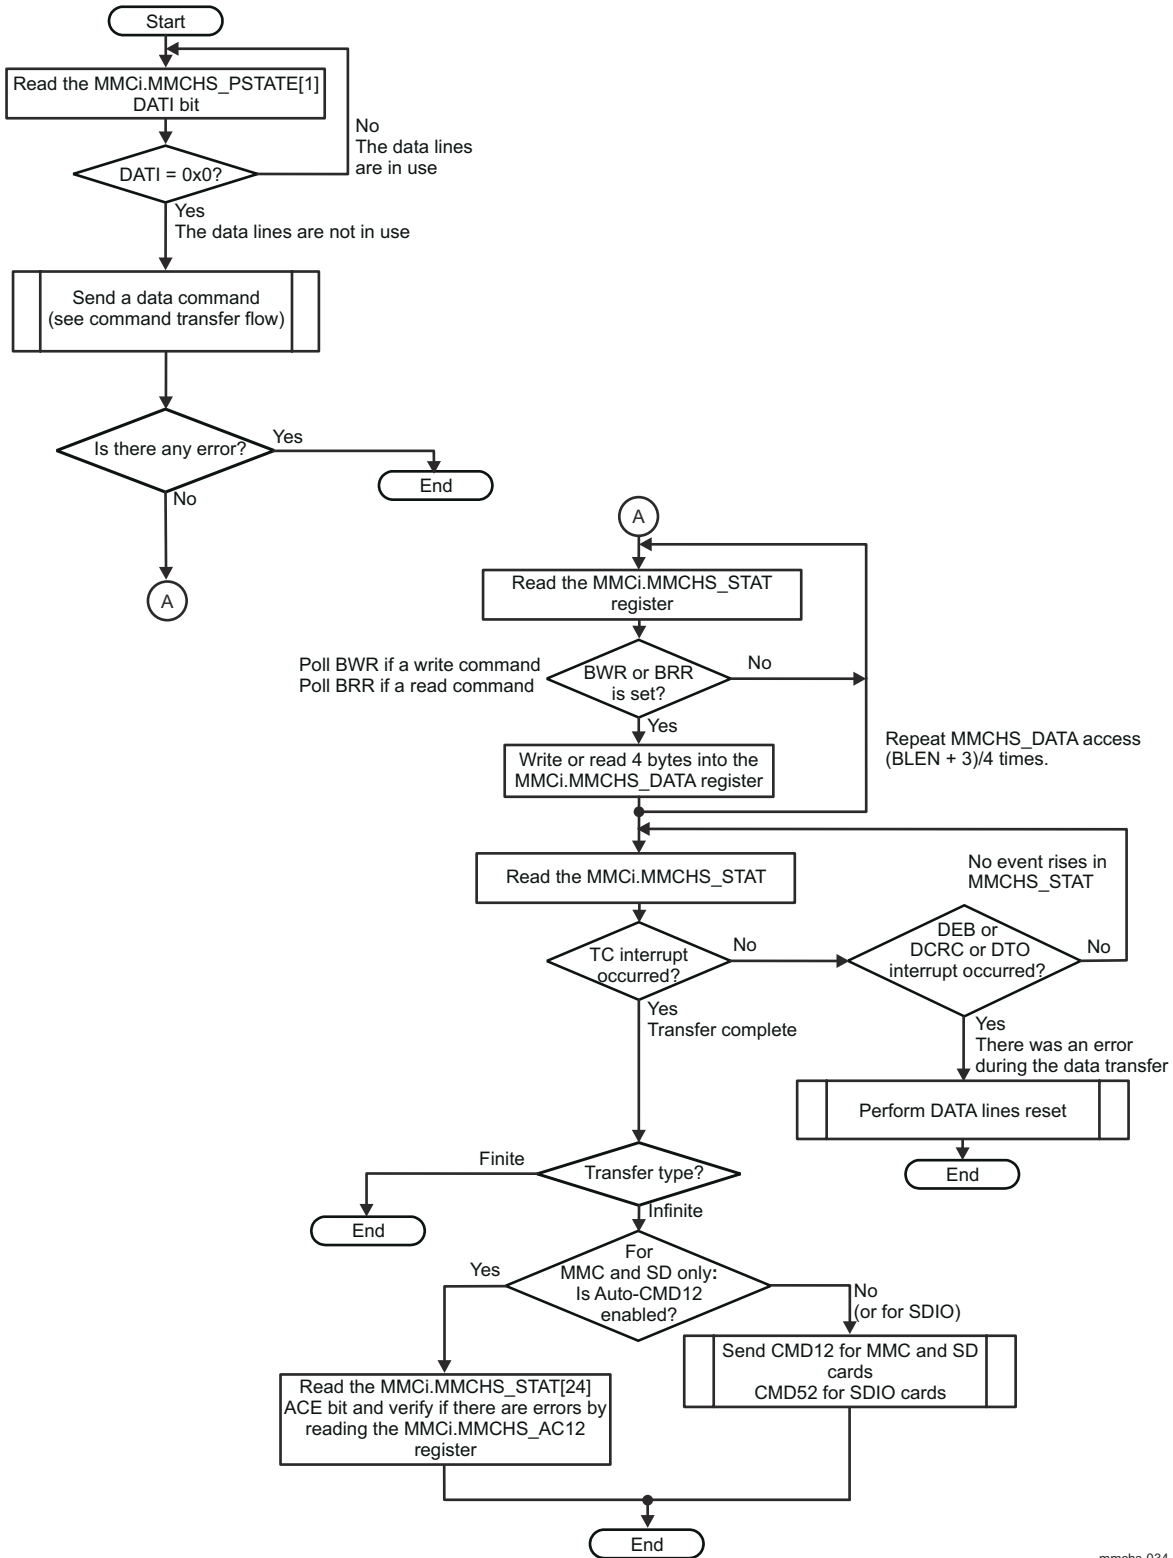 Start
Read the MMCi.MMCHS_PSTATE[1]
DATI bit
No
The data lines
are in use
DATI = 0x0?
Yes
The data lines are not in use
Send a data command
(see command transfer flow)
Is there any error?
Yes
End
No
A
A
Read the MMCi.MMCHS_STAT
register
Poll BWR if a write command
Poll BRR if a read command
BWR or BRR
is set?
No
Yes
Write or read 4 bytes into the
MMCi.MMCHS_DATA register
Repeat MMCHS_DATA access
(BLEN + 3)/4 times.
Read the MMCi.MMCHS_STAT
No event rises in
MMCHS_STAT
TC interrupt
occurred?
No
DEB or
DCRC or DTO
interrupt occurred?
No
Yes
Transfer complete
Yes
There was an error
during the data transfer
Perform DATA lines reset
End
Transfer type?
Finite
End
Infinite
For
MMC and SD only:
Is Auto-CMD12
enabled?
Yes
No
(or for SDIO)
Send CMD12 for MMC and SD
cards
CMD52 for SDIO cards
Read the MMCi.MMCHS_STAT[24]
ACE bit and verify if there are errors by
reading the MMCi.MMCHS_AC12
register
End
mmchs-034